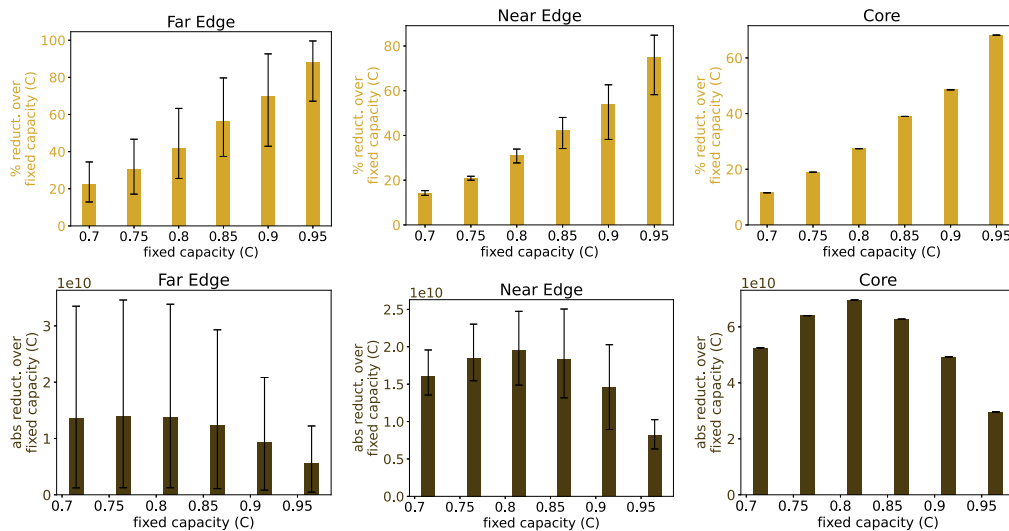 Far Edge
% reduct. over
fixed capacity (C)
100
80
60
40
20
0
0.7 0.75 0.8 0.85 0.9 0.95
fixed capacity (C)
Near Edge
% reduct. over
fixed capacity (C)
80
60
40
20
0
0.7 0.75 0.8 0.85 0.9 0.95
fixed capacity (C)
Core
% reduct. over
fixed capacity (C)
60
40
20
0
0.7 0.75 0.8 0.85 0.9 0.95
fixed capacity (C)
Far Edge
1e10
abs reduct. over
fixed capacity (C)
3
2
1
0
0.7 0.75 0.8 0.85 0.9 0.95
fixed capacity (C)
Near Edge
1e10
abs reduct. over
fixed capacity (C)
2.5
2.0
1.5
1.0
0.5
0.0
0.7 0.75 0.8 0.85 0.9 0.95
fixed capacity (C)
Core
1e10
abs reduct. over
fixed capacity (C)
6
4
2
0
0.7 0.75 0.8 0.85 0.9 0.95
fixed capacity (C)